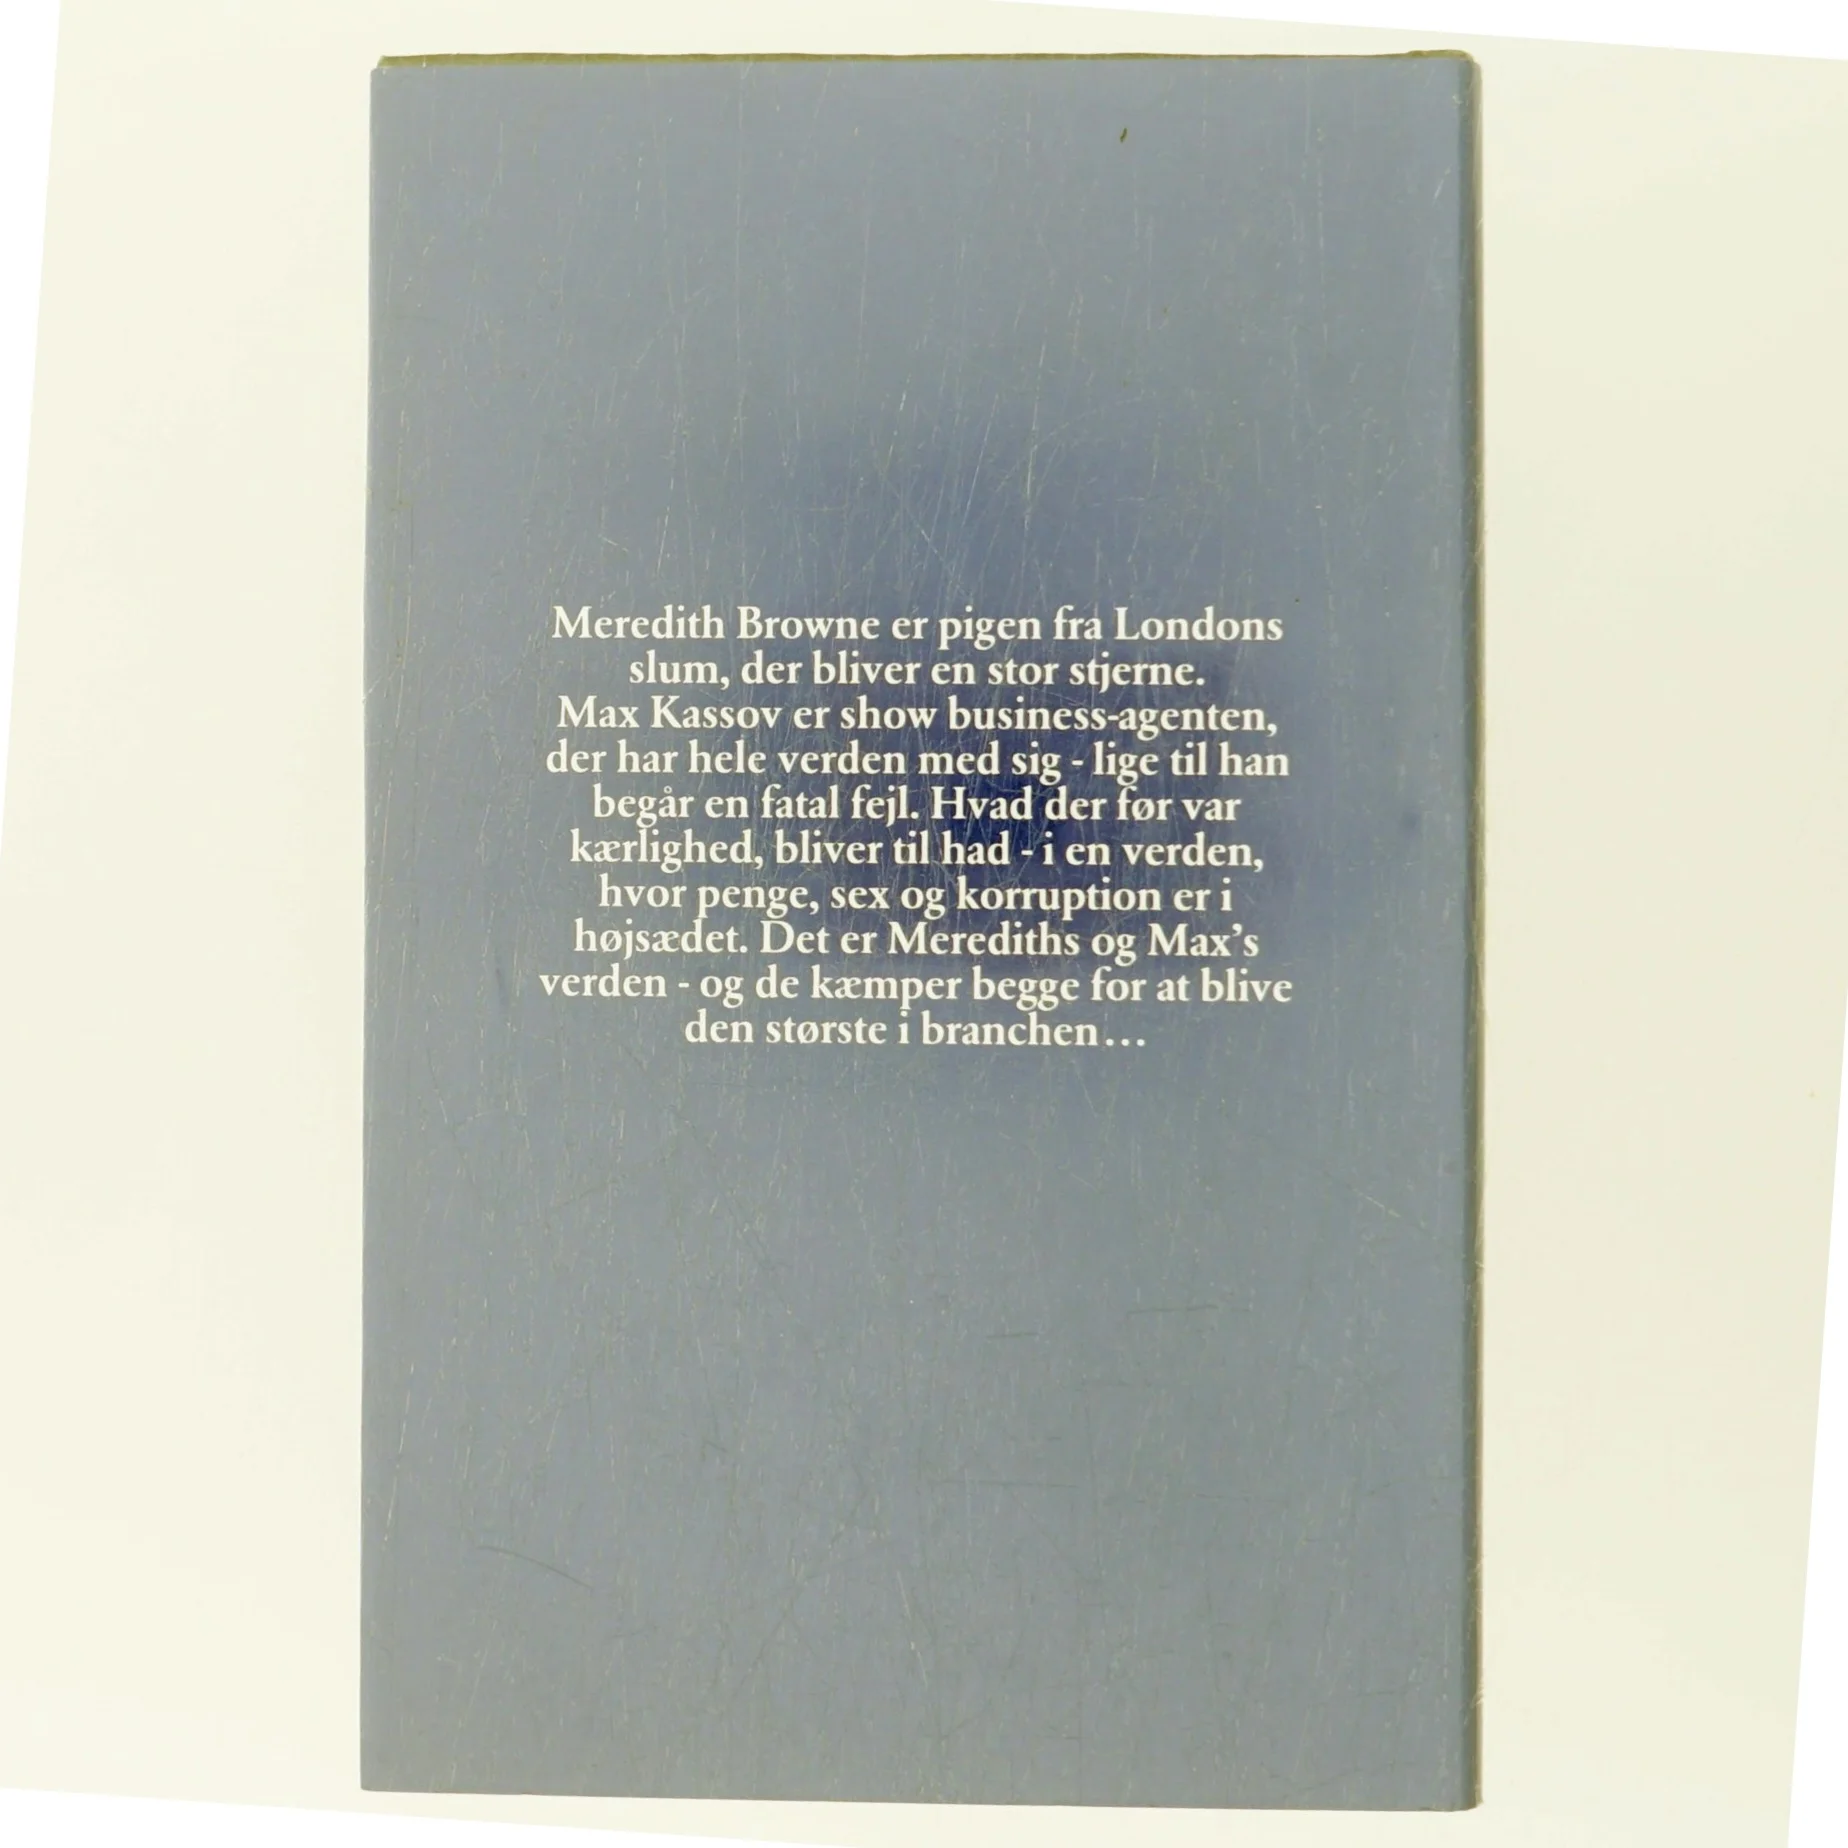 Meredith Browne er pigen fra Londons
slum, der bliver en stor stjerne.
Max Kassov er show business-agenten,
der har hele verden med sig - lige til han
begår en fatal fejl. Hvad der før var
kærlighed, bliver til had - i en verden,
hvor penge, sex og korruption er i
højsædet. Det er Merediths og Max's
verden - og de kæmper begge for at blive
den største i branchen...